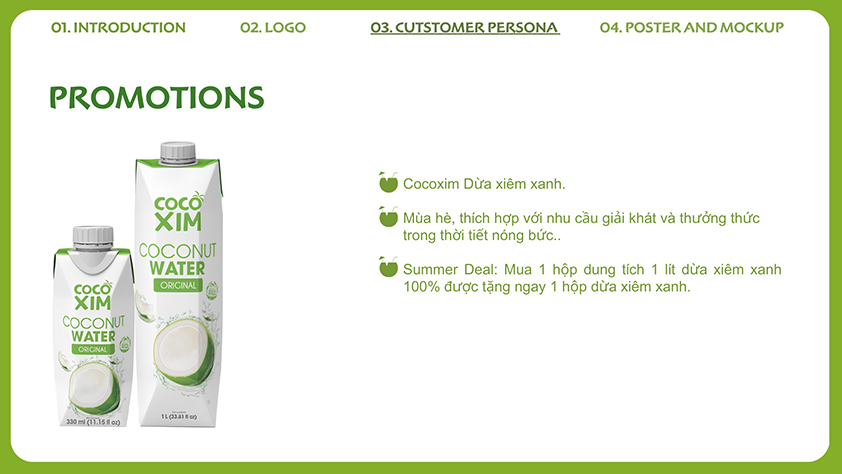 01. INTRODUCTION
02. LOGO
03. CUTSTOMER PERSONA
04. POSTER AND MOCKUP
PROMOTIONS
COCO
XIM
COCONUT
WATER
ORIGINAL
330 ml (11.15 fl oz)
COCO
XIM
COCONUT
WATER
ORIGINAL
1 L (33.81 fl oz)
Cocoxim Dừa xiêm xanh.
Mùa hè, thích hợp với nhu cầu giải khát và thưởng thức
trong thời tiết nóng bức..
Summer Deal: Mua 1 hộp dung tích 1 lít dừa xiêm xanh
100% được tặng ngay 1 hộp dừa xiêm xanh.